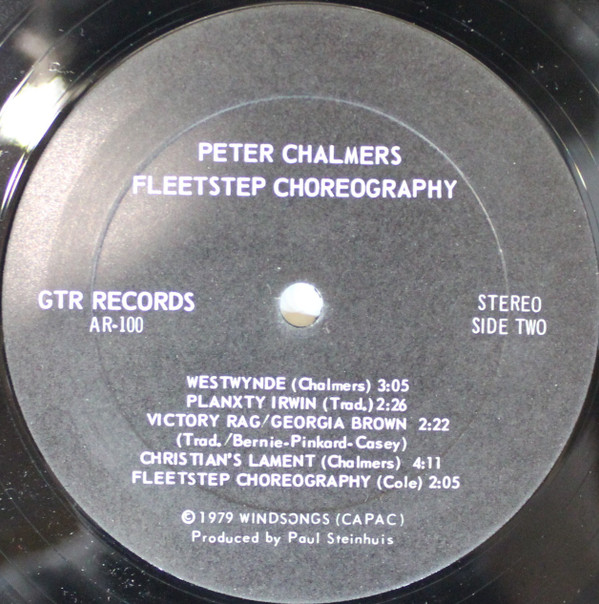 PETER CHALMERS
FLEETSTEP CHOREOGRAPHY
GTR RECORDS
AR-100
STEREO
SIDE TWO
WESTWYNDE (Chalmers) 3:05
PLANXTY IRWIN (Trad.) 2:26
VICTORY RAG/GEORGIA BROWN 2:22
(Trad./Bernie-Pinkard-Casey)
CHRISTIAN'S LAMENT (Chalmers) 4:11
FLEETSTEP CHOREOGRAPHY (Cole) 2:05
© 1979 WINDSONGS (CAPAC)
Produced by Paul Steinhuis